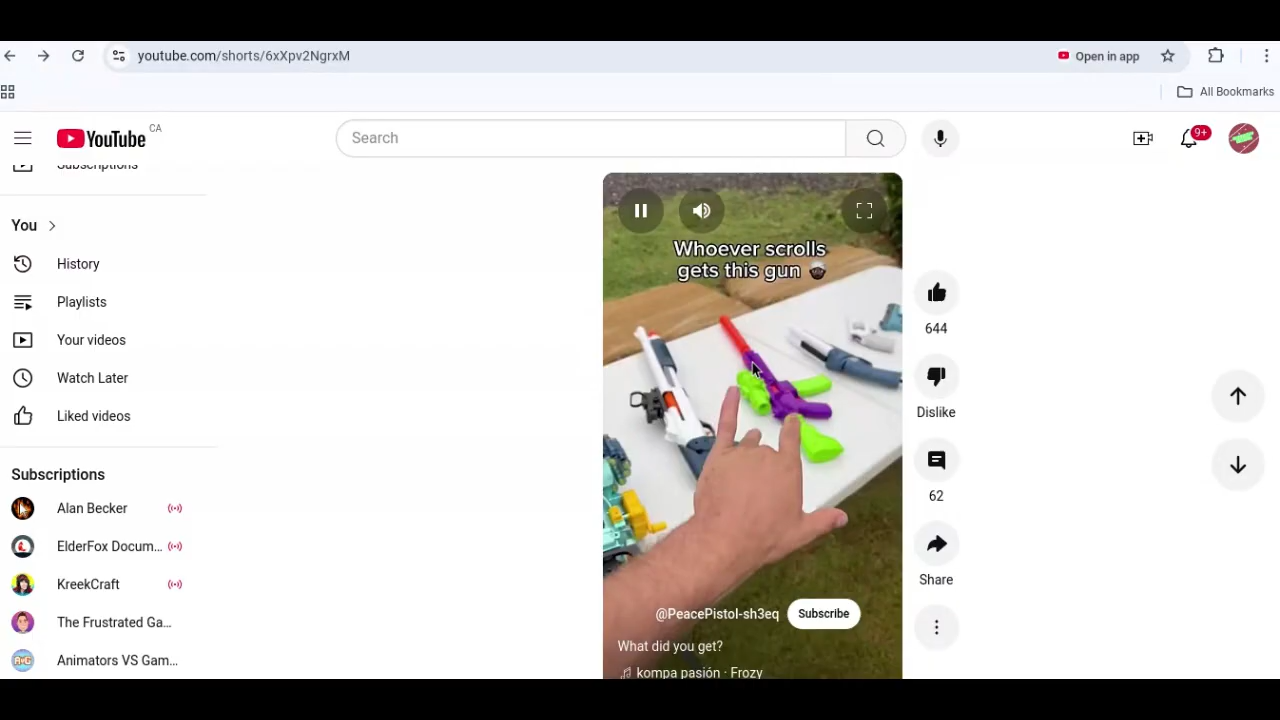 youtube.com/shorts/6xXpv2NgrxM
Open in app
All Bookmarks
YouTube CA
Search
9+
Subscriptions
You
History
Playlists
Your videos
Watch Later
Liked videos
Subscriptions
Alan Becker
ElderFox Docum...
KreekCraft
The Frustrated Ga...
Animators VS Gam...
Whoever scrolls
gets this gun
@PeacePistol-sh3eq
Subscribe
What did you get?
kompa pasión · Frozy
644
Dislike
62
Share